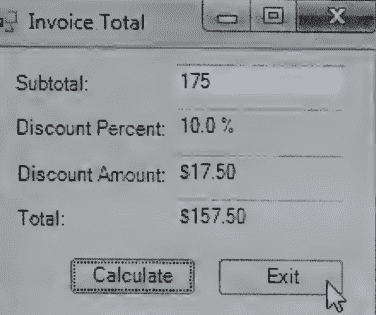 Invoice Total
Subtotal: 175
Discount Percent: 10.0 %
Discount Amount: $17.50
Total: $157.50
Calculate Exit